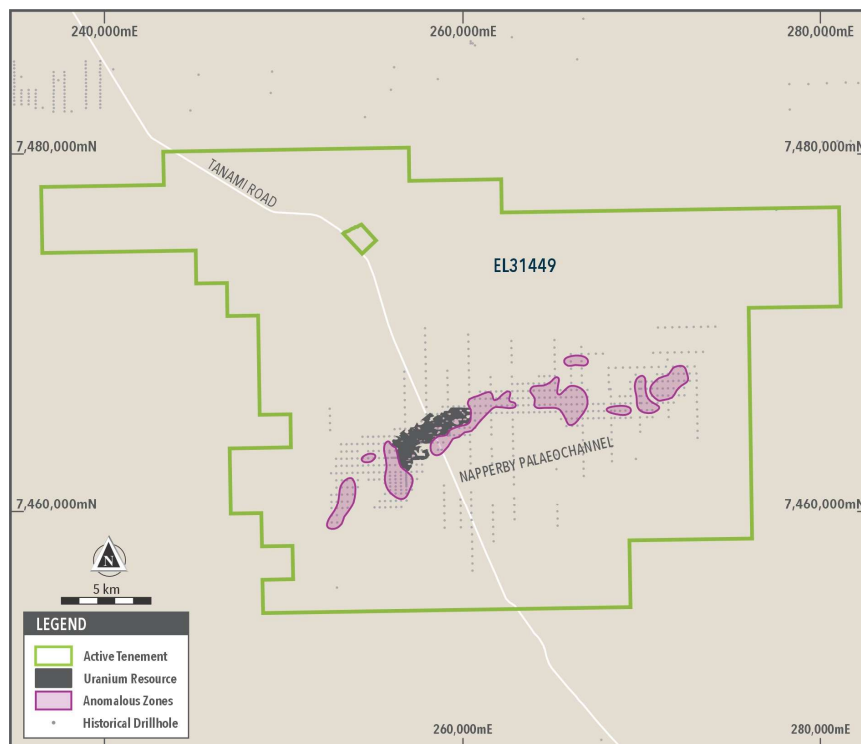 240,000mE
260,000mE
280,000mE
7,480,000mN
7,480,000mN
TANAMI ROAD
EL31449
NAPPERBY PALAEOCHANNEL
7,460,000mN
7,460,000mN
N
5 km
LEGEND
Active Tenement
Uranium Resource
Anomalous Zones
Historical Drillhole
260,000mE
280,000mE